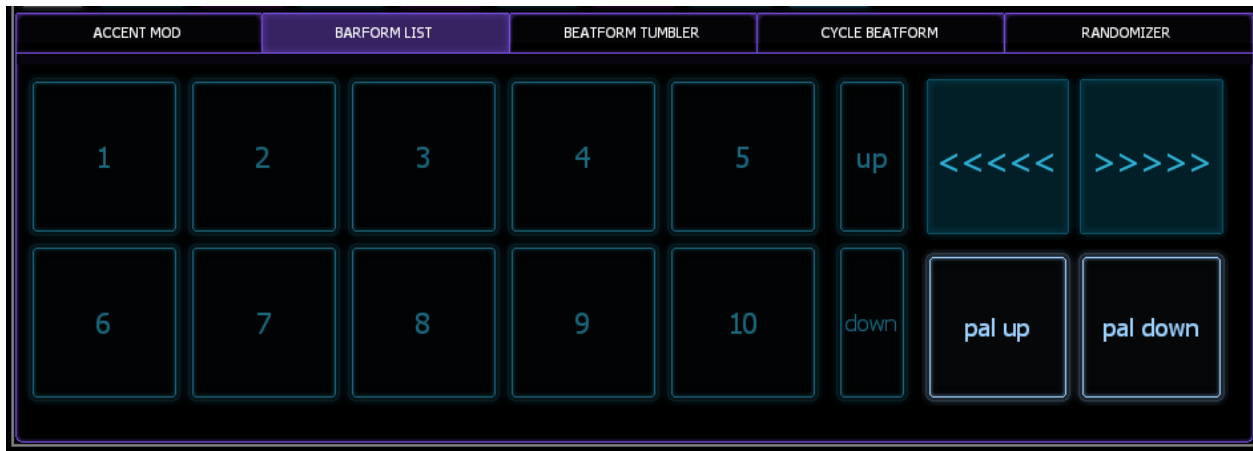 ACCENT MOD
BARFORM LIST
BEATFORM TUMBLER
CYCLE BEATFORM
RANDOMIZER
1 2 3 4 5 up <<<<< >>>>>
6 7 8 9 10 down pal up pal down